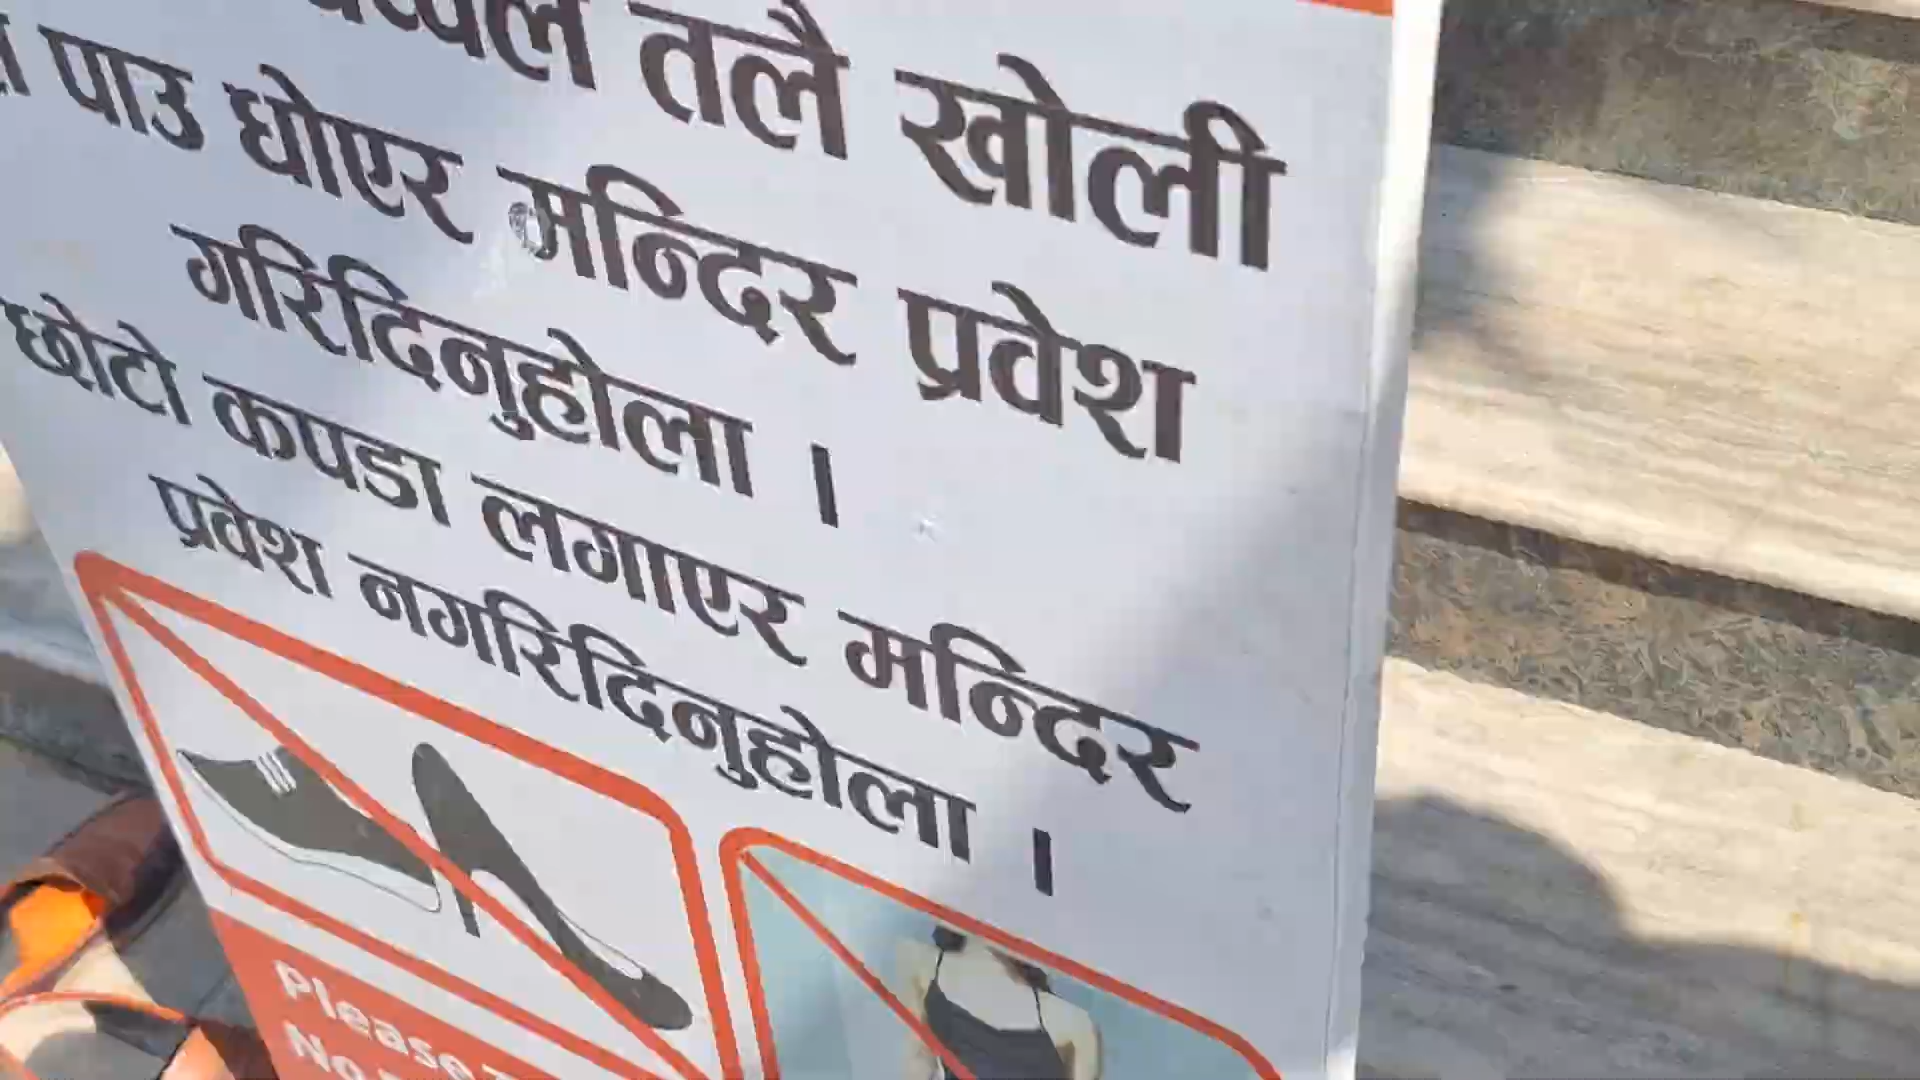 तलै खोली
पाउ धोएर मन्दिर प्रवेश
गरिदिनुहोला ।
छोटो कपडा लगाएर मन्दिर
प्रवेश नगरिदिनुहोला ।
Please
No